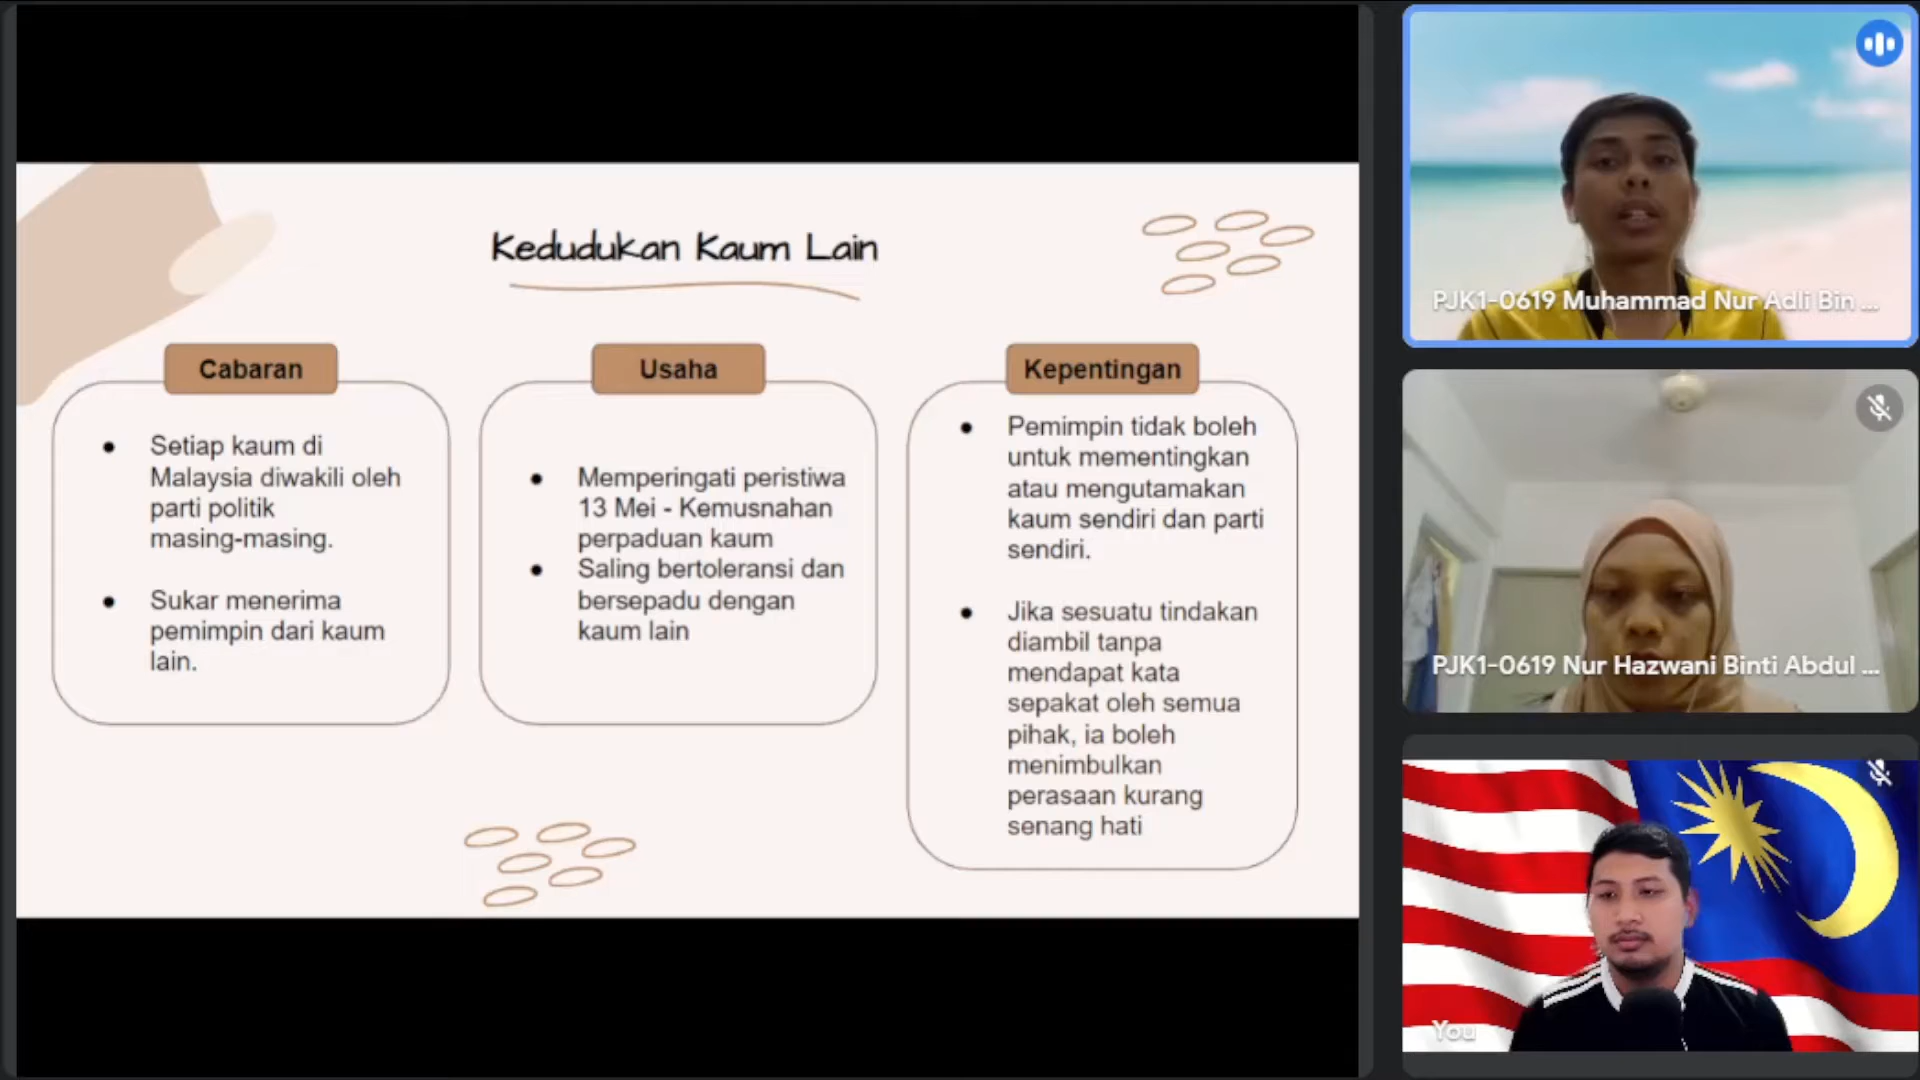 Kedudukan Kaum Lain
Cabaran
Setiap kaum di
Malaysia diwakili oleh
parti politik
masing-masing.
Sukar menerima
pemimpin dari kaum
lain.
Usaha
Memperingati peristiwa
13 Mei - Kemusnahan
perpaduan kaum
Saling bertoleransi dan
bersepadu dengan
kaum lain
Kepentingan
Pemimpin tidak boleh
untuk mementingkan
atau mengutamakan
kaum sendiri dan parti
sendiri.
Jika sesuatu tindakan
diambil tanpa
mendapat kata
sepakat oleh semua
pihak, ia boleh
menimbulkan
perasaan kurang
senang hati
PJK1-0619 Muhammad Nur Adli Bin ...
PJK1-0619 Nur Hazwani Binti Abdul ...
You